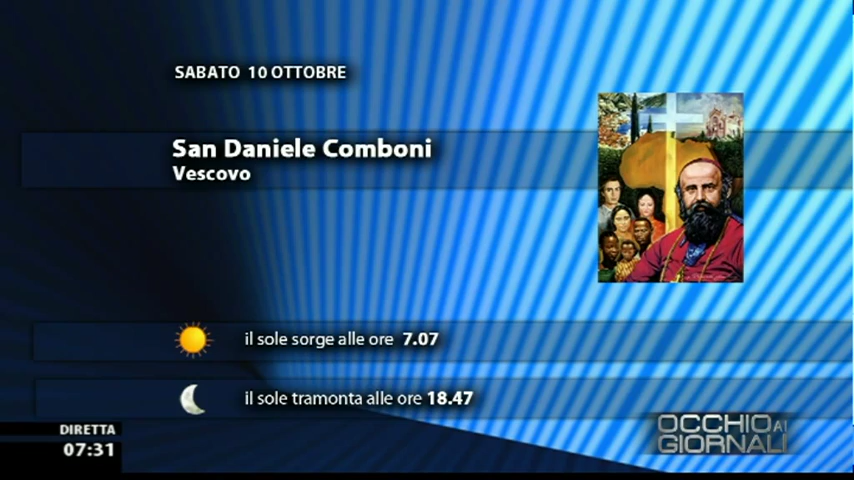 SABATO 10 OTTOBRE
San Daniele Comboni
Vescovo
il sole sorge alle ore 7.07
il sole tramonta alle ore 18.47
DIRETTA
07:31
OCCHIO AI
GIORNALI